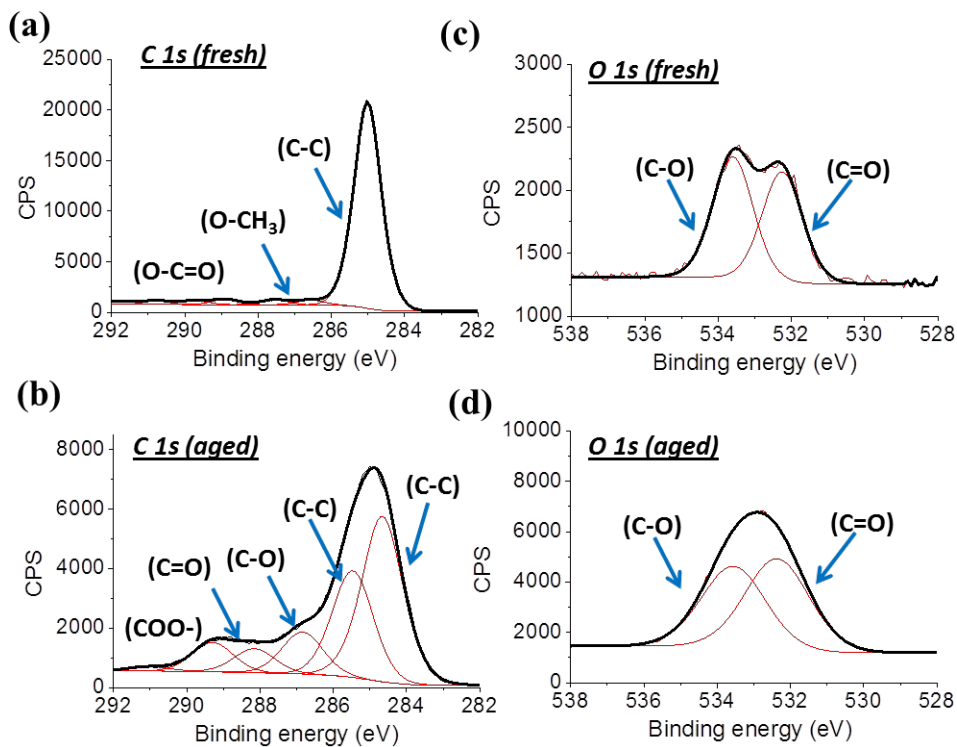 (a)
C 1s (fresh)
25000
20000
15000
10000
5000
0
CPS
(C-C)
(O-CH₃)
(O-C=O)
292 290 288 286 284 282
Binding energy (eV)
(c)
O 1s (fresh)
3000
2500
2000
1500
1000
CPS
(C-O)
(C=O)
538 536 534 532 530 528
Binding energy (eV)
(b)
C 1s (aged)
8000
6000
4000
2000
0
CPS
(C-C)
(C-C)
(C=O)
(C-O)
(COO-)
292 290 288 286 284 282
Binding energy (eV)
(d)
O 1s (aged)
10000
8000
6000
4000
2000
0
CPS
(C-O)
(C=O)
538 536 534 532 530 528
Binding energy (eV)